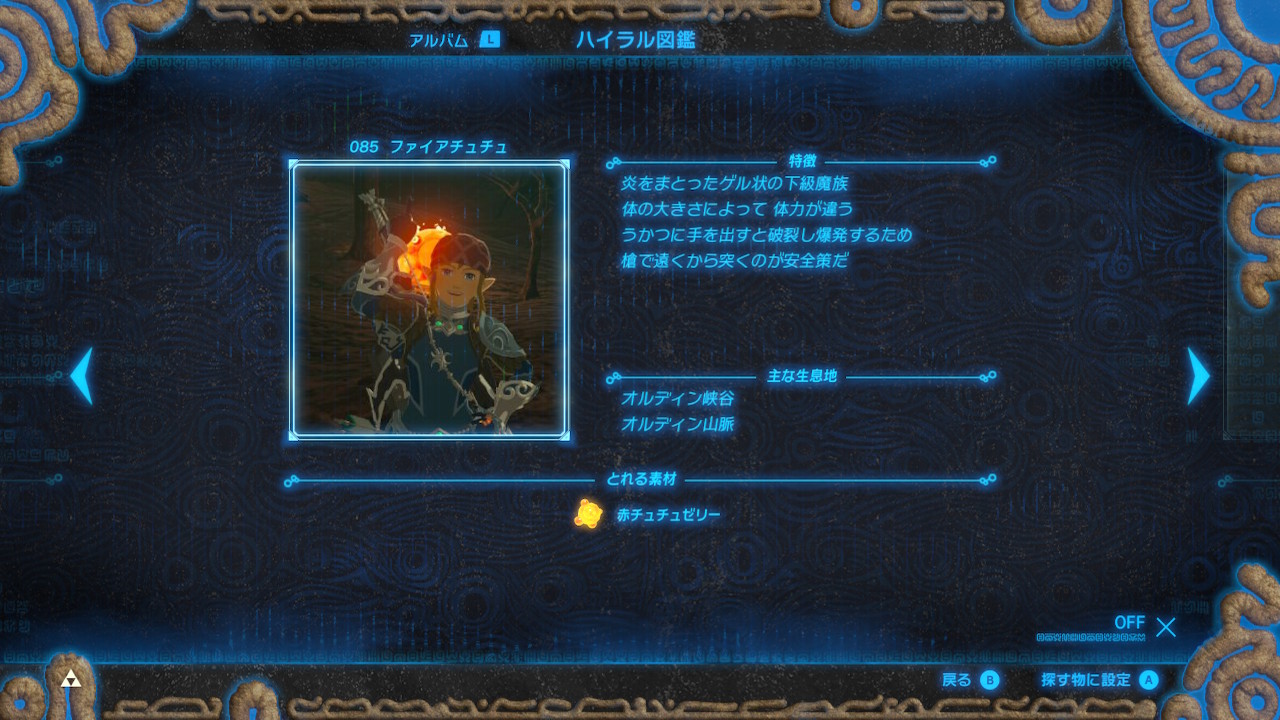 アルバム L
ハイラル図鑑
085 ファイアチュチュ
特徴
炎をまとったゲル状の下級魔族
体の大きさによって 体力が違う
うかつに手を出すと破裂し爆発するため
槍で遠くから突くのが安全策だ
主な生息地
オルディン峡谷
オルディン山脈
とれる素材
赤チュチュゼリー
OFF
戻る B
探す物に設定 A